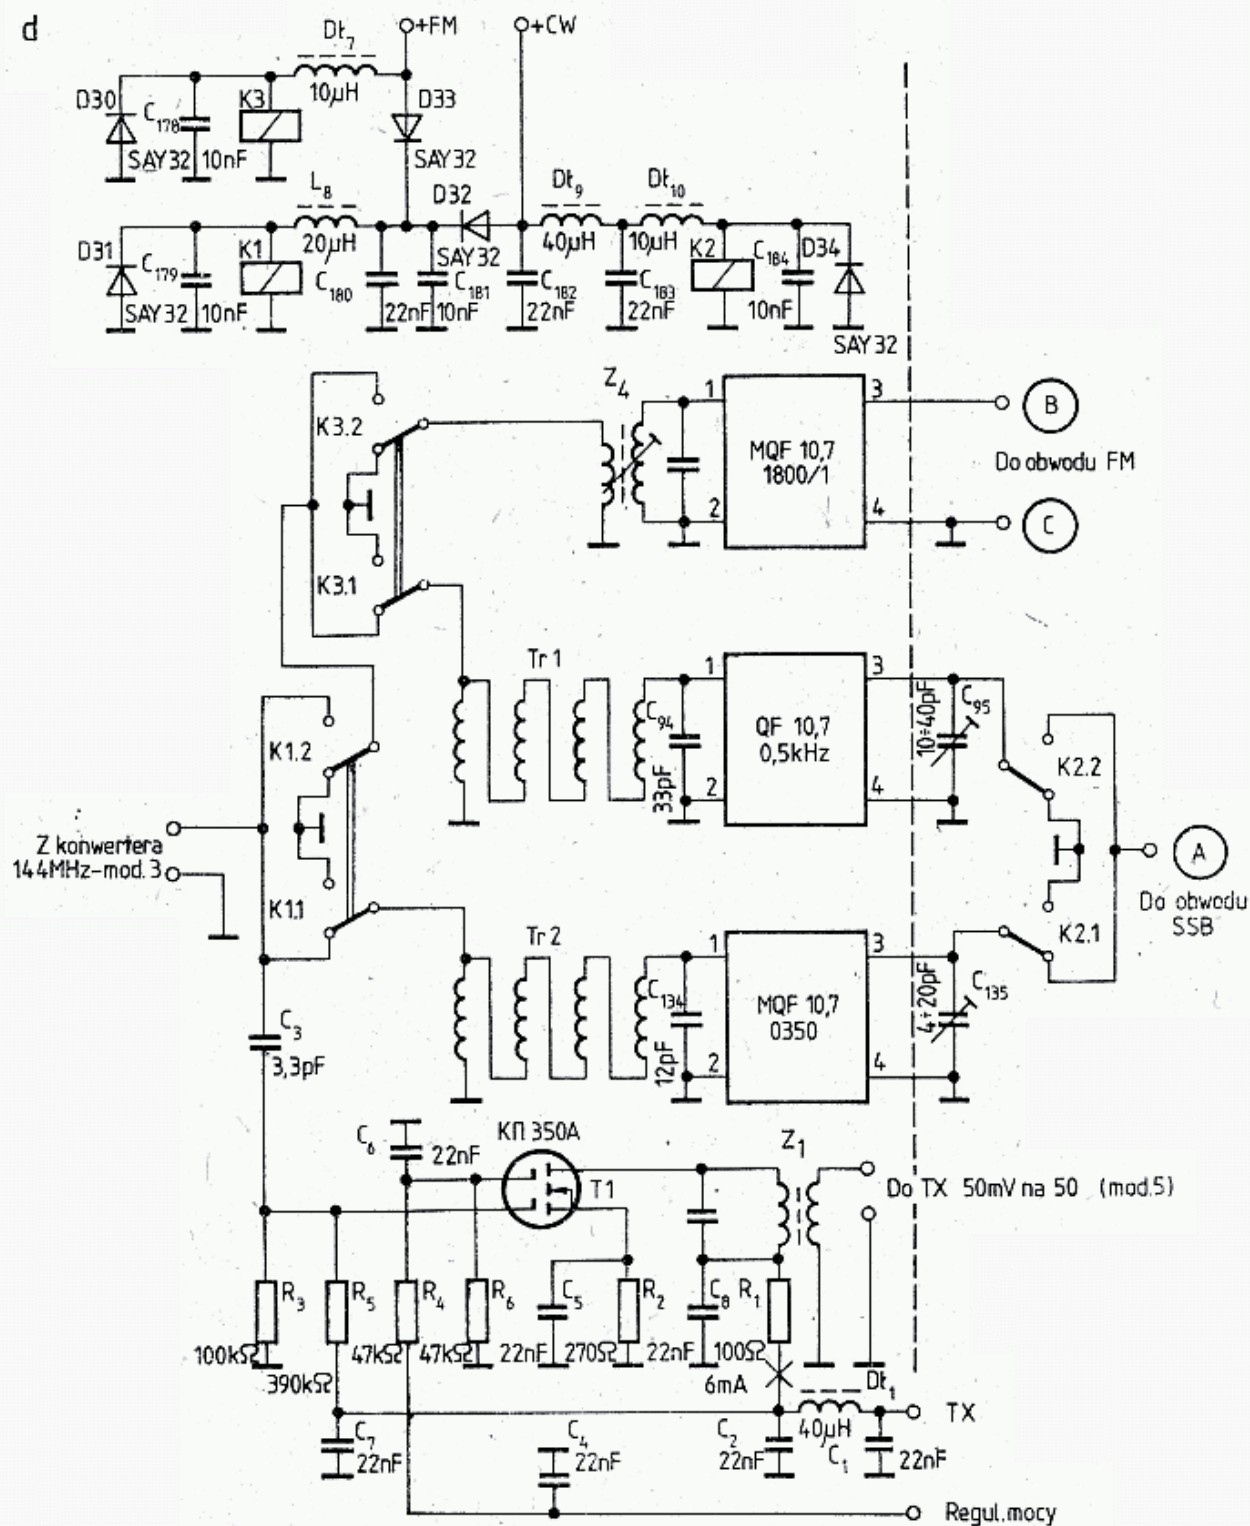 d
+FM
+CW
Dł7
10µH
D30
C178
K3
D33
SAY32
10nF
SAY32
L8
D32
Dł9
Dł10
D31
C179
K1
20µH
SAY32
40µH
10µH
K2
C184
D34
SAY32
10nF
C180
22nF
C181
10nF
C182
22nF
C183
22nF
10nF
SAY32
K3.2
Z4
1
3
B
MQF 10,7
1800/1
Do obwodu FM
2
4
C
K3.1
Tr 1
1
3
K1.2
C94
QF 10,7
0,5kHz
10÷40pF
C95
K2.2
33pF
2
4
Z konwertera
144MHz-mod.3
A
Do obwodu
SSB
K1.1
Tr 2
1
3
K2.1
C134
MQF 10,7
0350
4÷20pF
C135
12pF
2
4
C3
3,3pF
C6
22nF
КП 350A
T1
Z1
Do TX 50mV na 50 (mod.5)
R3
R5
R4
R6
C5
R2
C8
R1
100kΩ
390kΩ
47kΩ
47kΩ
22nF
270Ω
22nF
100Ω
6mA
Dł1
40µH
TX
C7
22nF
C4
22nF
C2
22nF
C1
22nF
Regul.mocy